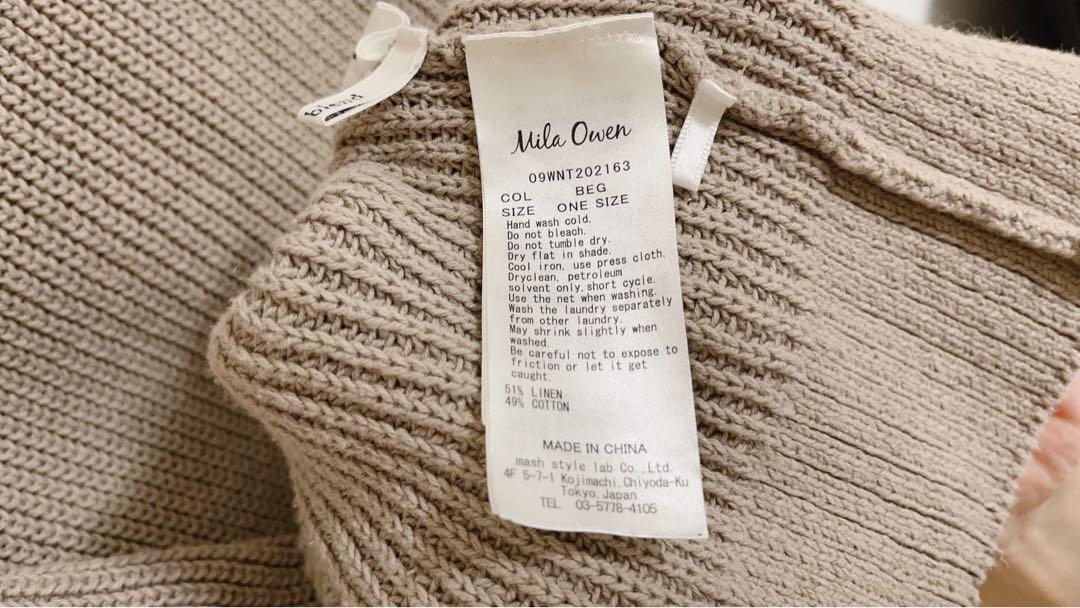 blend
Mila Owen
09WNT202163
COL BEG
SIZE ONE SIZE
Hand wash cold.
Do not bleach.
Do not tumble dry.
Dry flat in shade.
Cool iron, use press cloth.
Dryclean, petroleum
solvent only, short cycle.
Use the net when washing.
Wash the laundry separately
from other laundry.
May shrink slightly when
washed.
Be careful not to expose to
friction or let it get
caught.
51% LINEN
49% COTTON
MADE IN CHINA
mash style lab Co.,Ltd.
4F 5-7-1 Kojimachi,Chiyoda-Ku
Tokyo,Japan
TEL 03-5778-4105